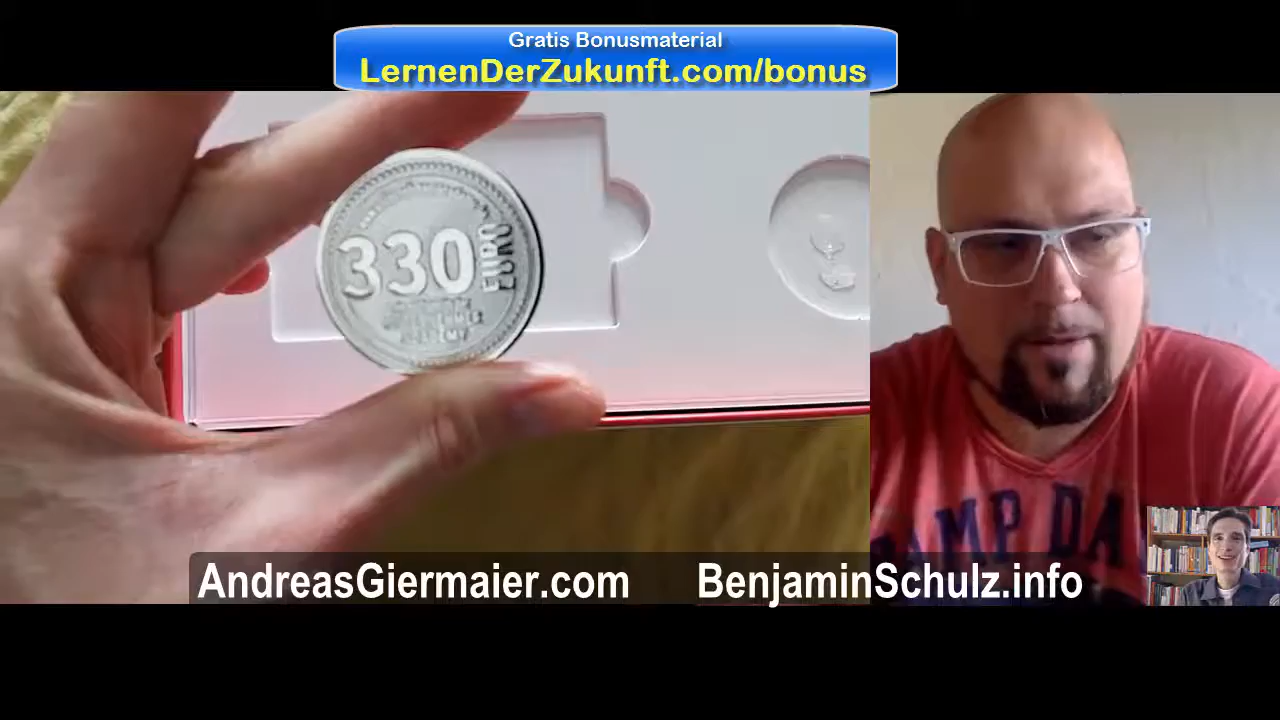 Gratis Bonusmaterial
LernenDerZukunft.com/bonus
330
EURO
AndreasGiermaier.com
BenjaminSchulz.info